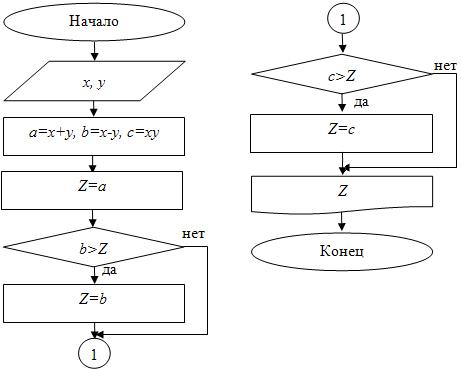 Начало
x, y
a=x+y, b=x-y, c=xy
Z=a
b>Z
нет
да
Z=b
1
1
c>Z
нет
да
Z=c
Z
Конец